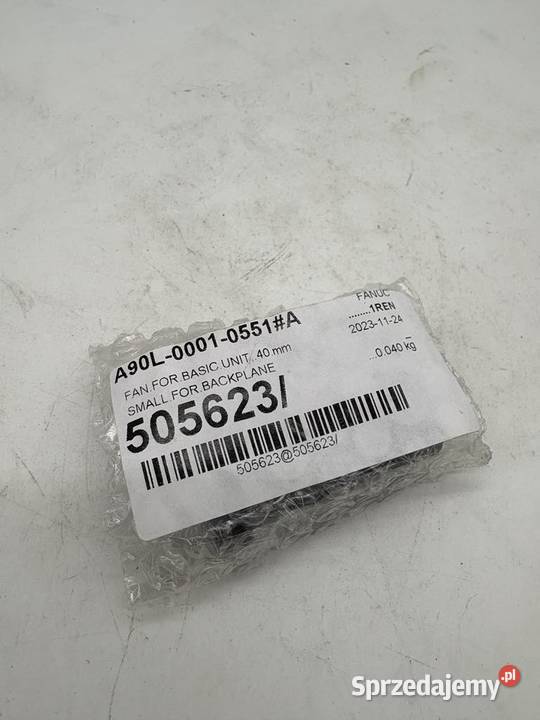 A90L-0001-0551#A
FANUC
........1REN
FAN.FOR.BASIC.UNIT,.40 mm
2023-11-24
SMALL.FOR.BACKPLANE
...0.040 kg
505623/
505623@505623/
Sprzedajemy.pl